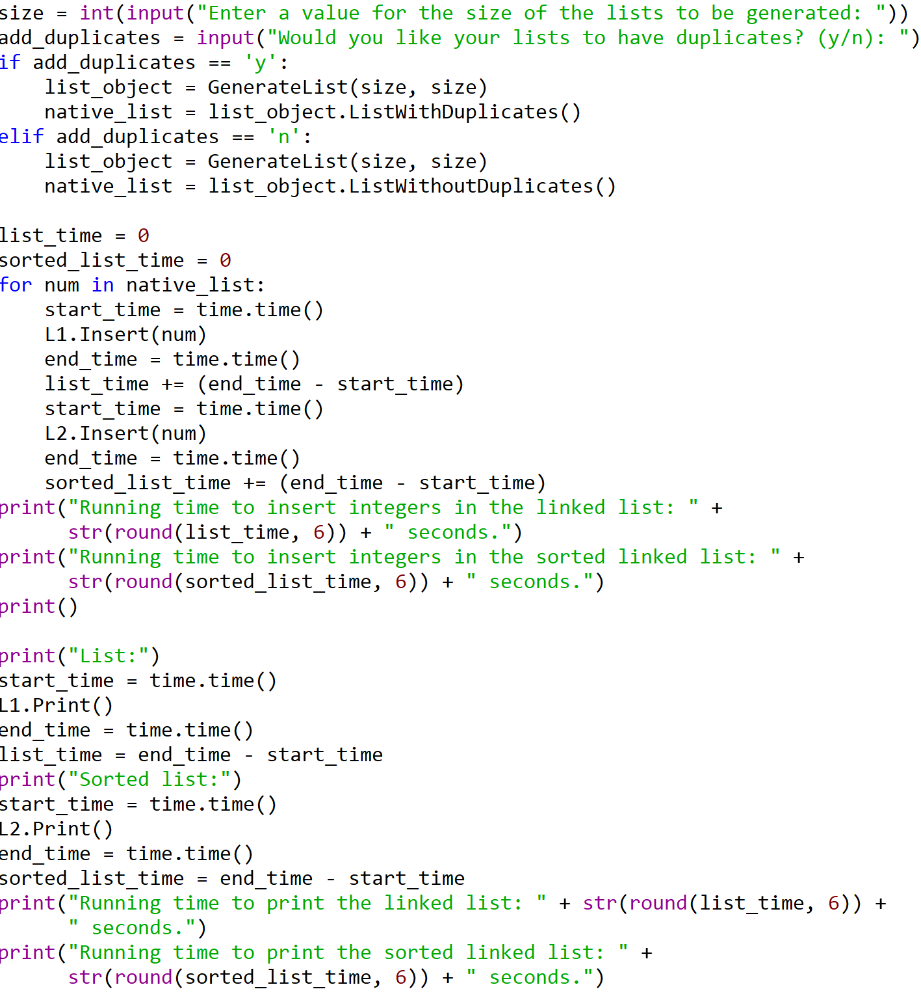 size = int(input("Enter a value for the size of the lists to be generated: "))
add_duplicates = input("Would you like your lists to have duplicates? (y/n): ")
if add_duplicates == 'y':
    list_object = GenerateList(size, size)
    native_list = list_object.ListWithDuplicates()
elif add_duplicates == 'n':
    list_object = GenerateList(size, size)
    native_list = list_object.ListWithoutDuplicates()

list_time = 0
sorted_list_time = 0
for num in native_list:
    start_time = time.time()
    L1.Insert(num)
    end_time = time.time()
    list_time += (end_time - start_time)
    start_time = time.time()
    L2.Insert(num)
    end_time = time.time()
    sorted_list_time += (end_time - start_time)
print("Running time to insert integers in the linked list: " +
      str(round(list_time, 6)) + " seconds.")
print("Running time to insert integers in the sorted linked list: " +
      str(round(sorted_list_time, 6)) + " seconds.")
print()

print("List:")
start_time = time.time()
L1.Print()
end_time = time.time()
list_time = end_time - start_time
print("Sorted list:")
start_time = time.time()
L2.Print()
end_time = time.time()
sorted_list_time = end_time - start_time
print("Running time to print the linked list: " + str(round(list_time, 6)) +
      " seconds.")
print("Running time to print the sorted linked list: " +
      str(round(sorted_list_time, 6)) + " seconds.")